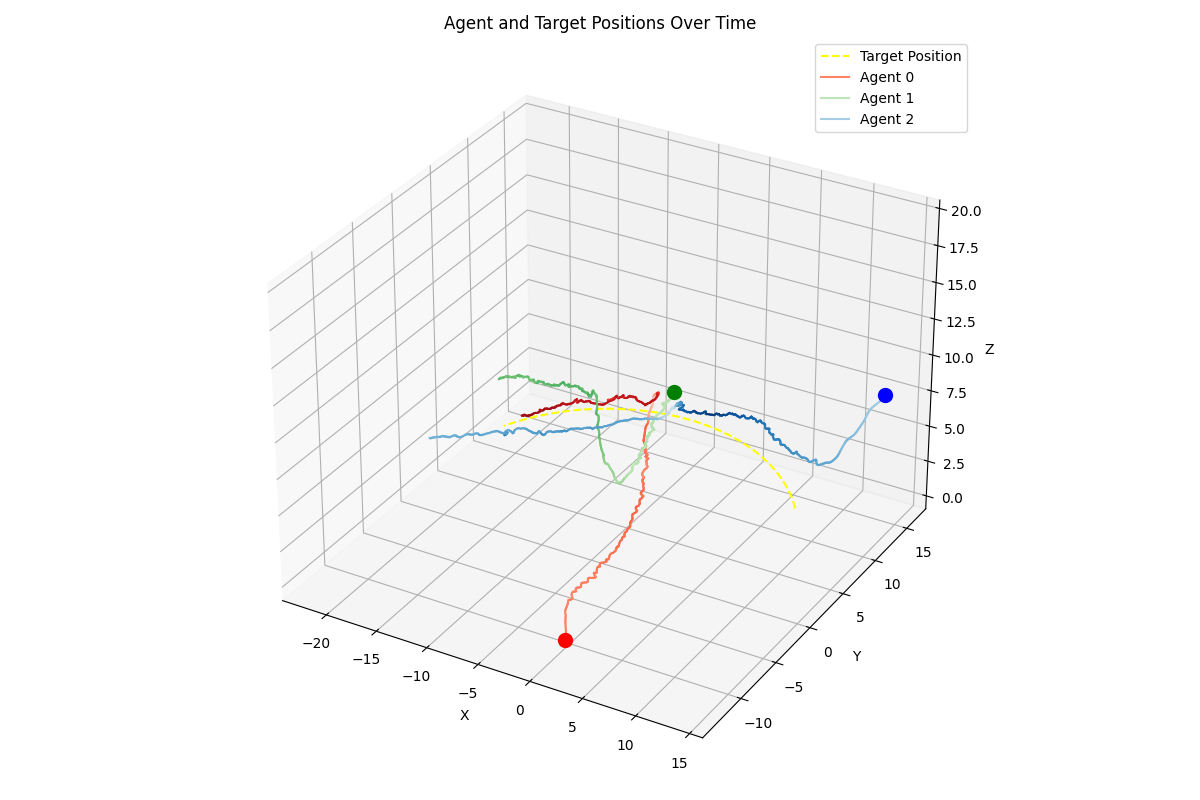 Agent and Target Positions Over Time
Target Position
Agent 0
Agent 1
Agent 2
20.0
17.5
15.0
12.5
10.0
7.5
5.0
2.5
0.0
Z
15
10
5
0
−5
−10
Y
−20
−15
−10
−5
0
5
10
15
X